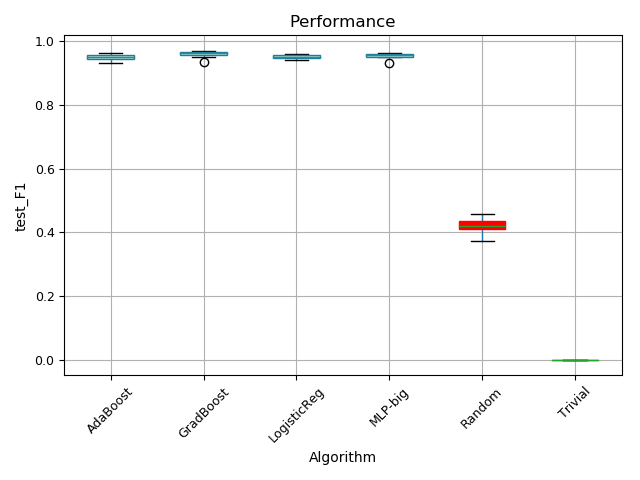 Performance
test_F1
1.0
0.8
0.6
0.4
0.2
0.0
AdaBoost
GradBoost
LogisticReg
MLP-big
Random
Trivial
Algorithm